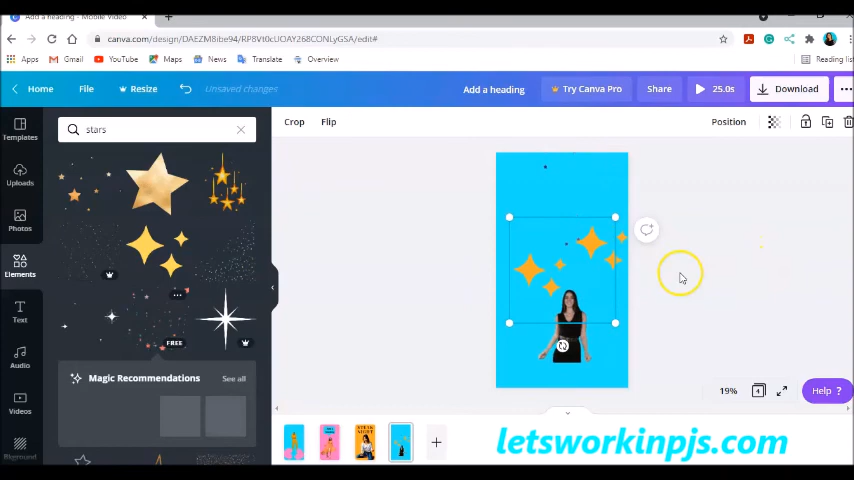 Add a heading - Mobile Video
canva.com/design/DAEZM8ibe94/RP8Vt0cUOAY268CONLyGSA/edit#
Apps Gmail YouTube Maps News Translate Overview Reading list
Home File Resize Unsaved changes Add a heading Try Canva Pro Share 25.0s Download
stars
Crop Flip Position
Templates
Uploads
Photos
Elements
Text
Audio
Videos
Bkground
FREE
Magic Recommendations See all
19% 4 Help ?
letsworkinpjs.com